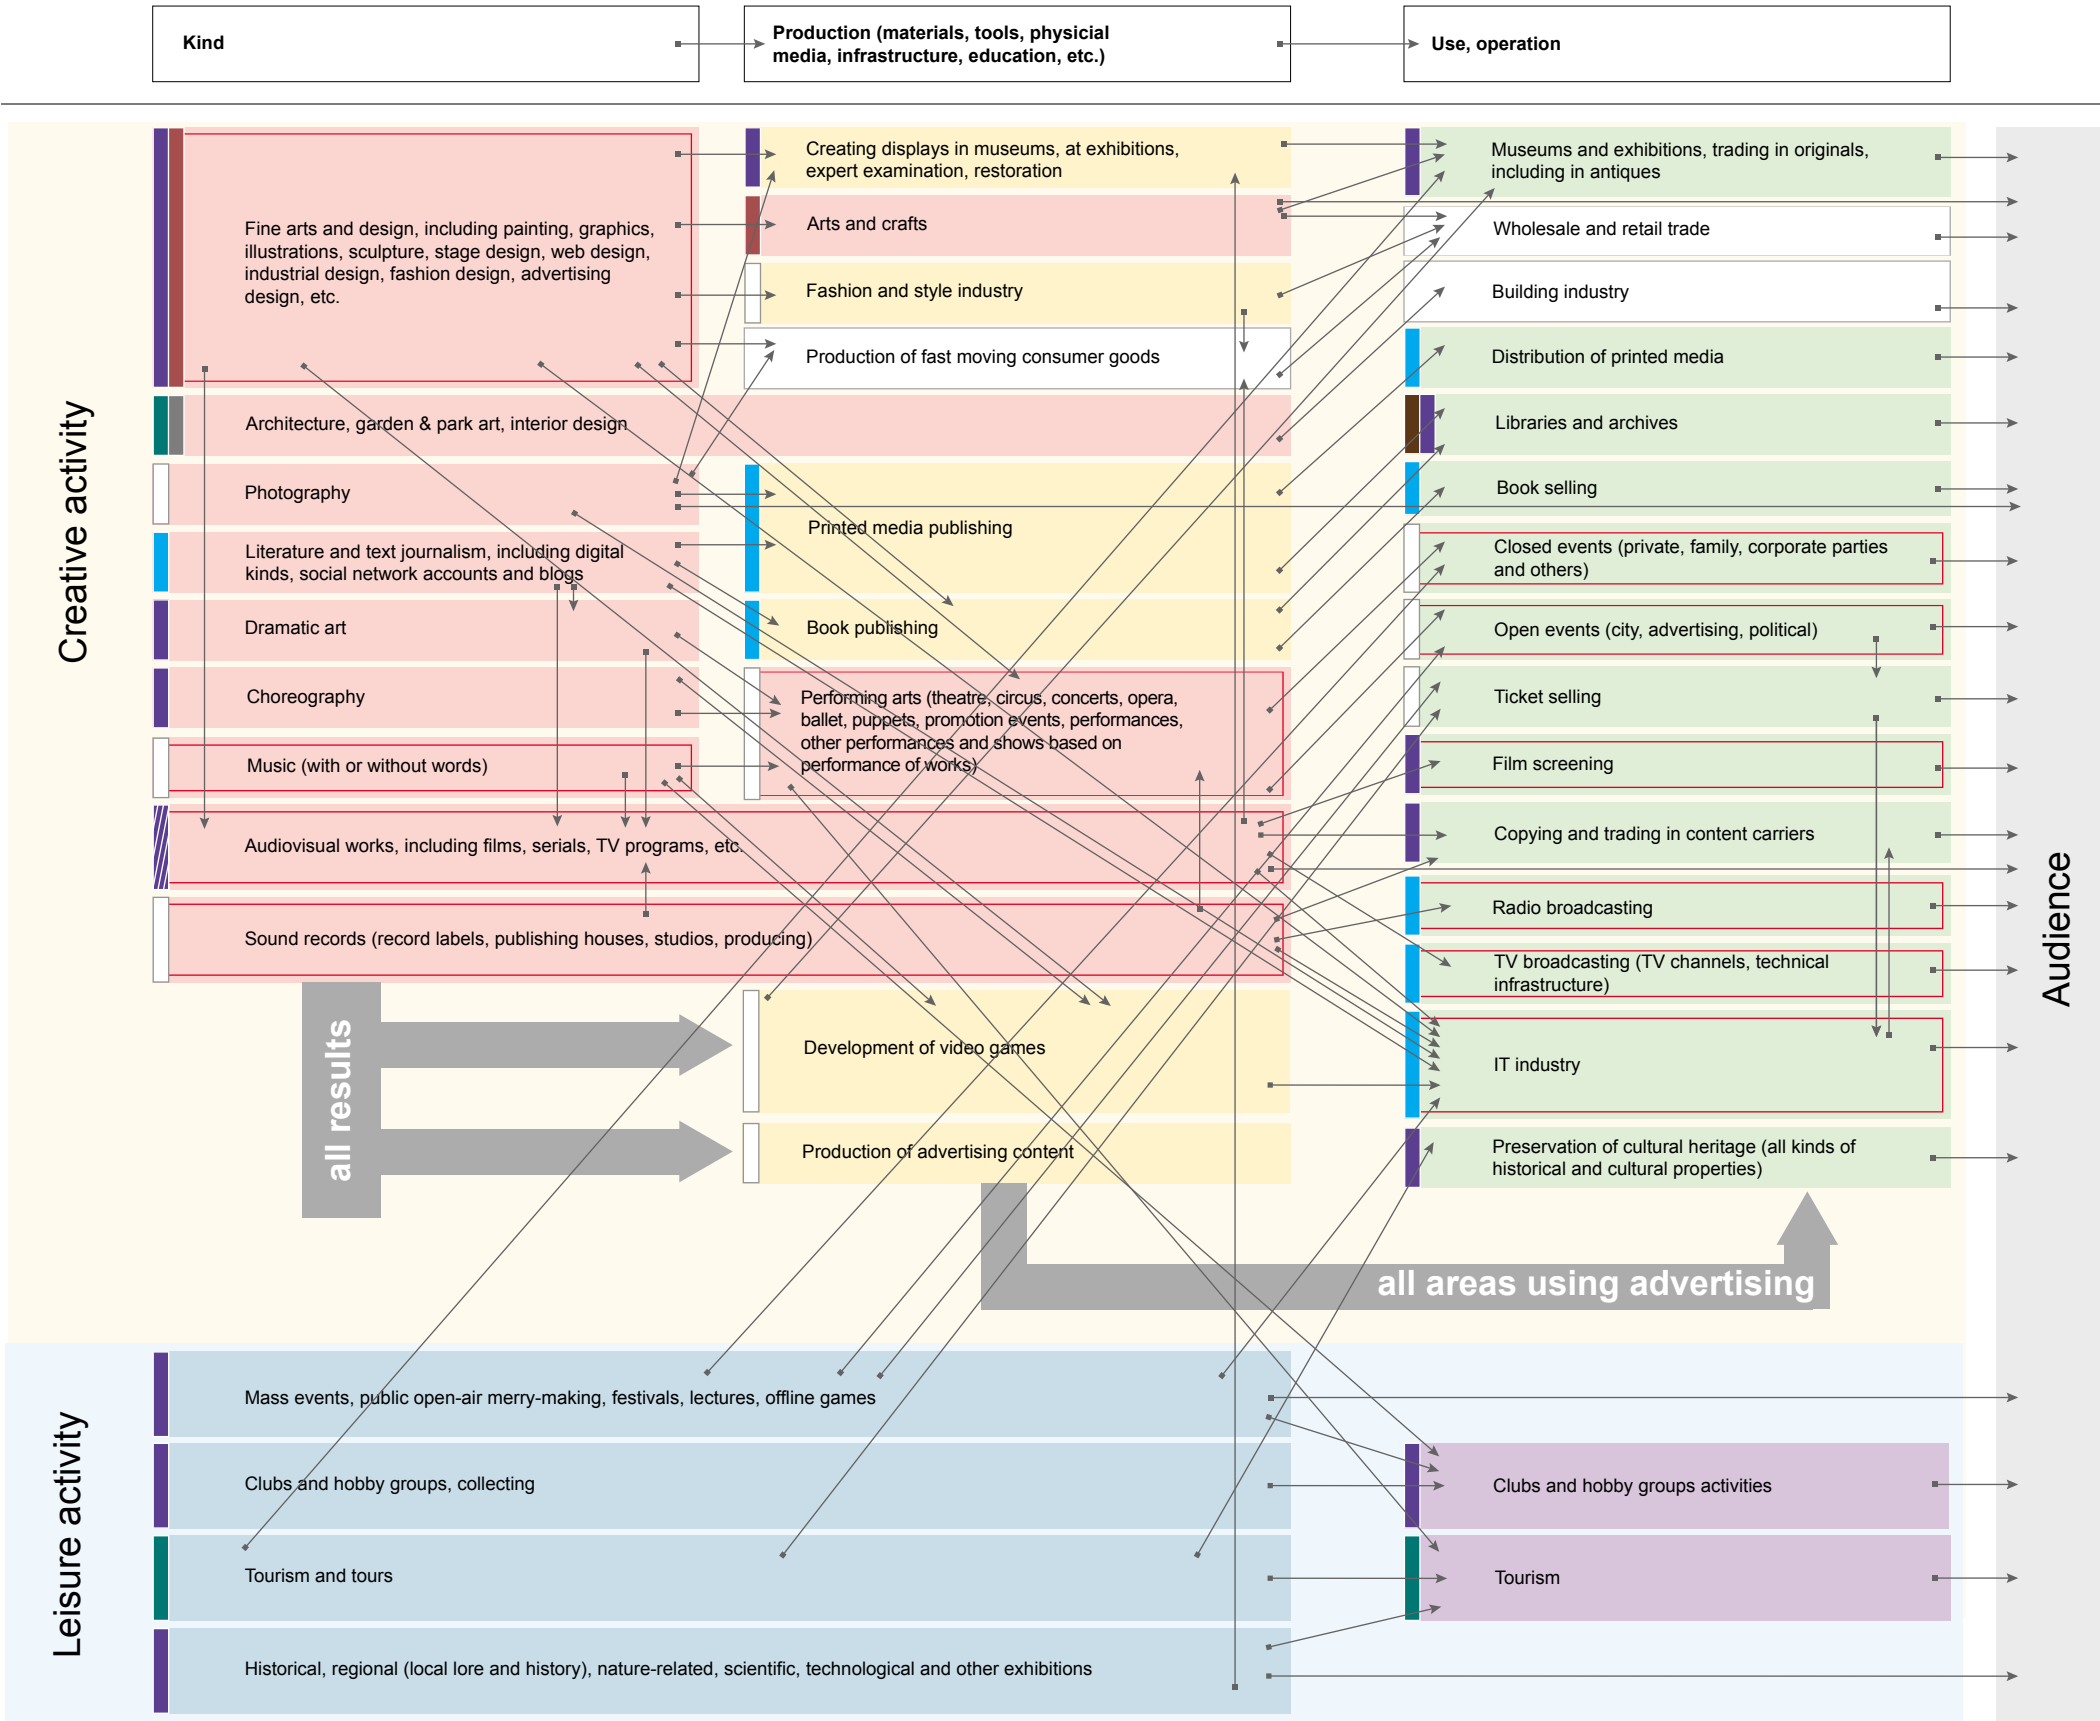 Kind
Production (materials, tools, physicial
media, infrastructure, education, etc.)
Use, operation
Creative activity
Fine arts and design, including painting, graphics,
illustrations, sculpture, stage design, web design,
industrial design, fashion design, advertising
design, etc.
Architecture, garden & park art, interior design
Photography
Literature and text journalism, including digital
kinds, social network accounts and blogs
Dramatic art
Choreography
Music (with or without words)
Audiovisual works, including films, serials, TV programs, etc.
Sound records (record labels, publishing houses, studios, producing)
all results
Creating displays in museums, at exhibitions,
expert examination, restoration
Arts and crafts
Fashion and style industry
Production of fast moving consumer goods
Printed media publishing
Book publishing
Performing arts (theatre, circus, concerts, opera,
ballet, puppets, promotion events, performances,
other performances and shows based on
performance of works)
Development of video games
Production of advertising content
Museums and exhibitions, trading in originals,
including in antiques
Wholesale and retail trade
Building industry
Distribution of printed media
Libraries and archives
Book selling
Closed events (private, family, corporate parties
and others)
Open events (city, advertising, political)
Ticket selling
Film screening
Copying and trading in content carriers
Radio broadcasting
TV broadcasting (TV channels, technical
infrastructure)
IT industry
Preservation of cultural heritage (all kinds of
historical and cultural properties)
all areas using advertising
Audience
Leisure activity
Mass events, public open-air merry-making, festivals, lectures, offline games
Clubs and hobby groups, collecting
Tourism and tours
Historical, regional (local lore and history), nature-related, scientific, technological and other exhibitions
Clubs and hobby groups activities
Tourism